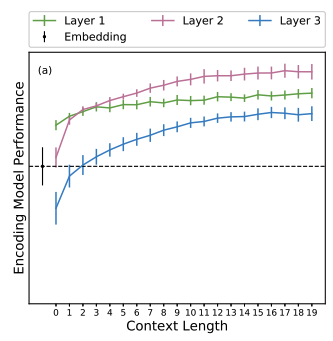 Layer 1 Layer 2 Layer 3
Embedding
(a)
Encoding Model Performance
0 1 2 3 4 5 6 7 8 9 10 11 12 13 14 15 16 17 18 19
Context Length